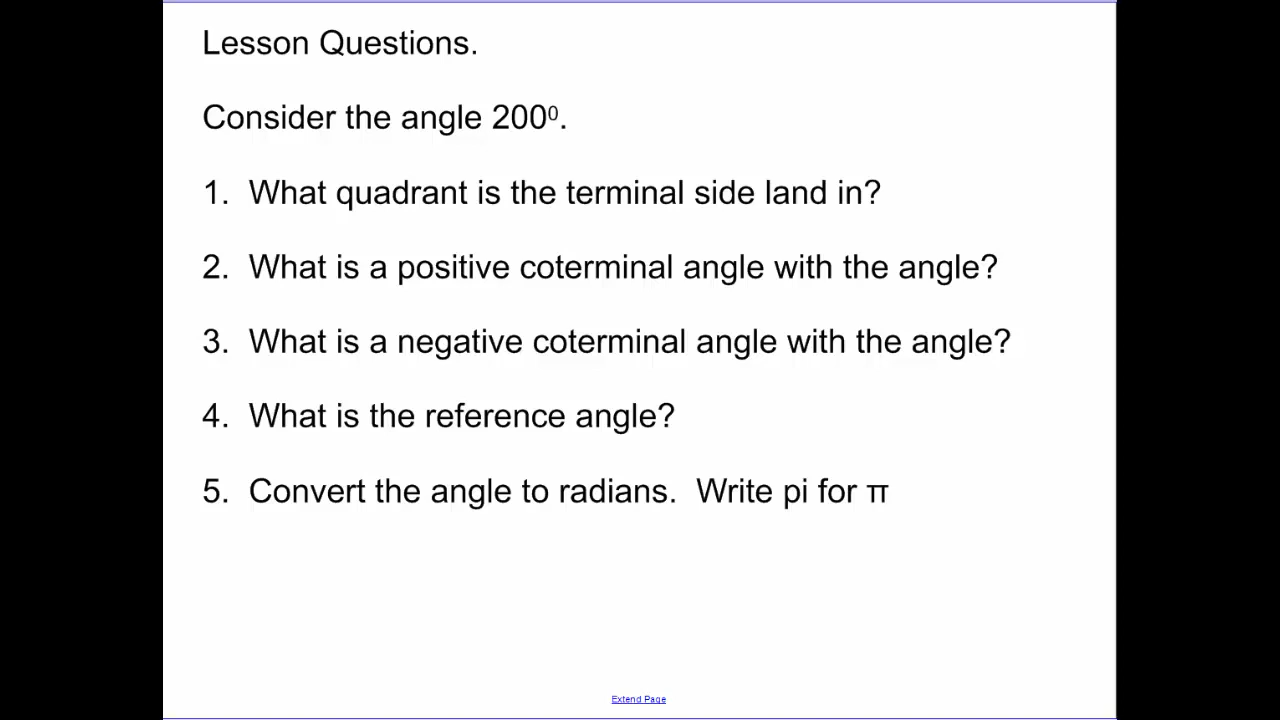 Lesson Questions.
Consider the angle 200⁰.
1. What quadrant is the terminal side land in?
2. What is a positive coterminal angle with the angle?
3. What is a negative coterminal angle with the angle?
4. What is the reference angle?
5. Convert the angle to radians. Write pi for π
Extend Page